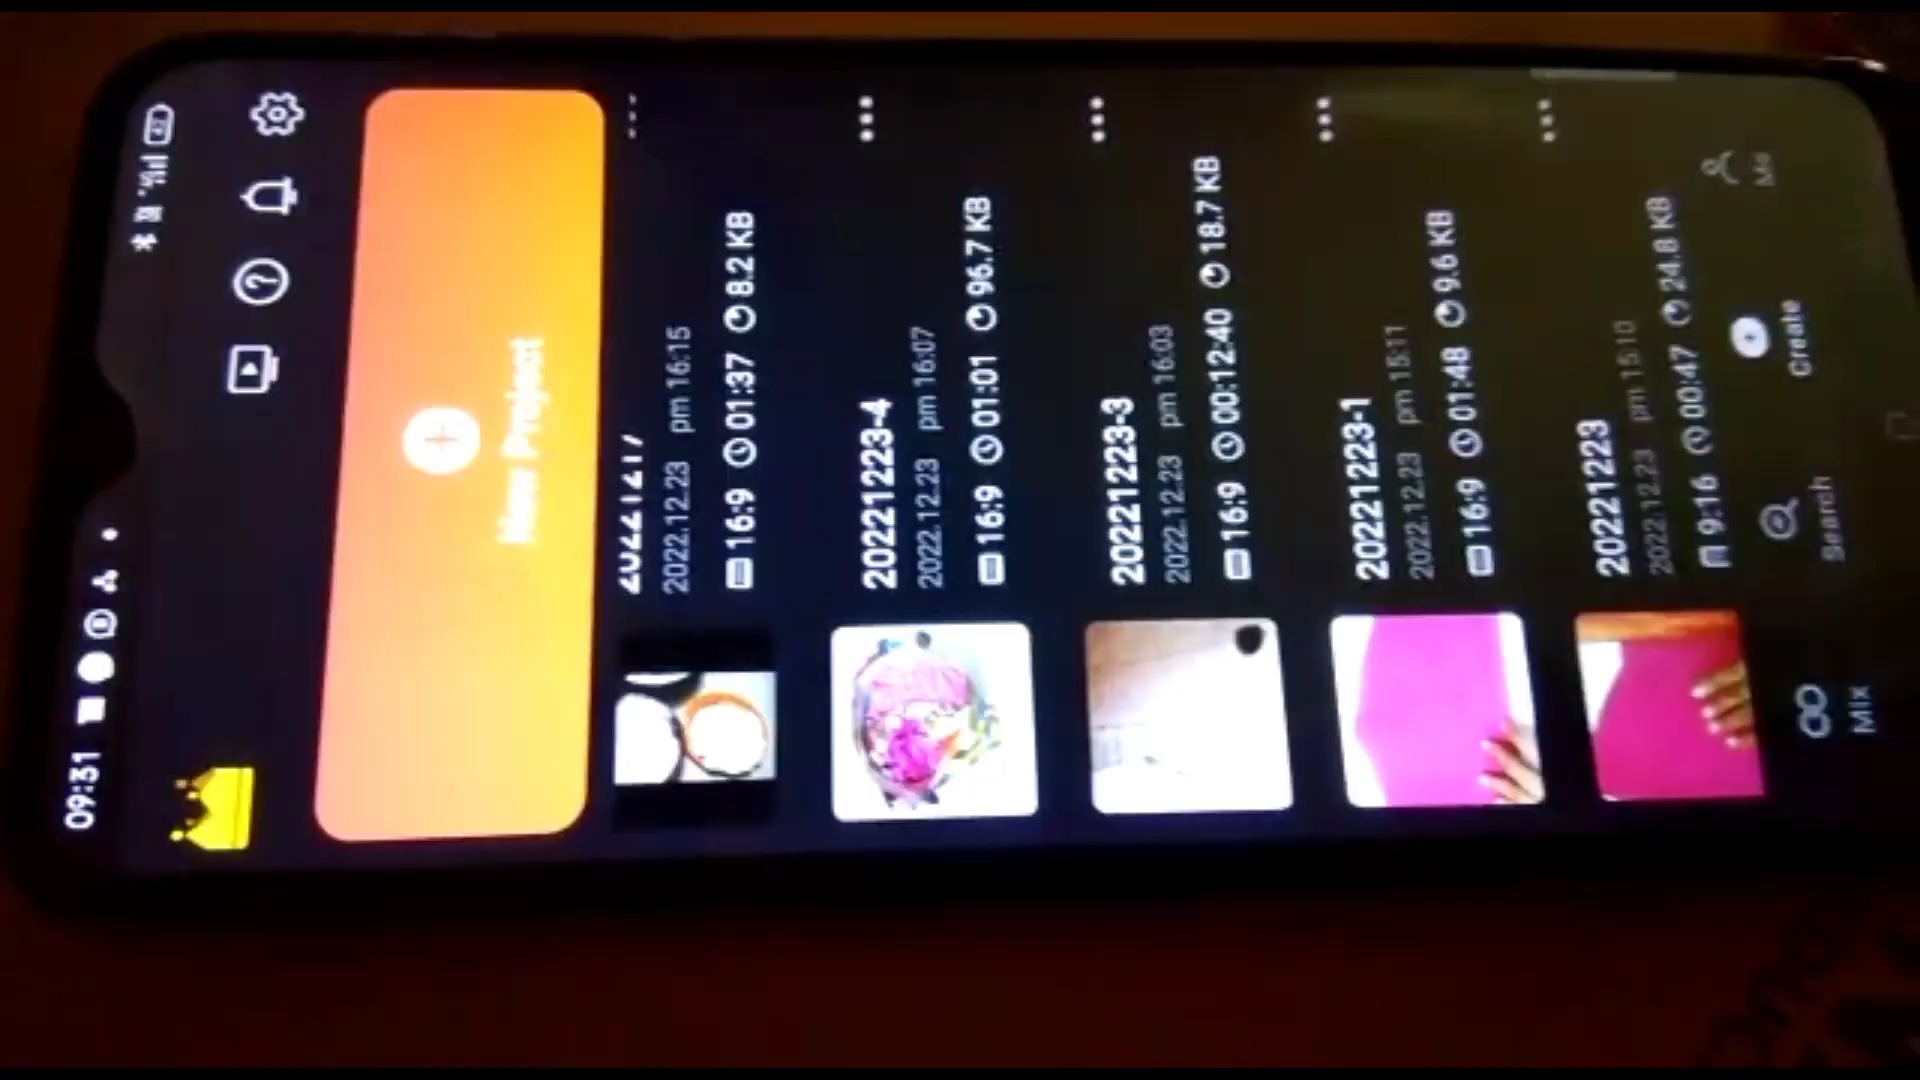 09:31
42
New Project
20221217
2022.12.23 pm 16:15
16:9 01:37 8.2 KB
20221223-4
2022.12.23 pm 16:07
16:9 01:01 96.7 KB
20221223-3
2022.12.23 pm 16:03
16:9 00:12:40 18.7 KB
20221223-1
2022.12.23 pm 15:11
16:9 01:48 9.6 KB
20221223
2022.12.23 pm 15:10
9:16 00:47 24.8 KB
Mix
Search
Create
Me